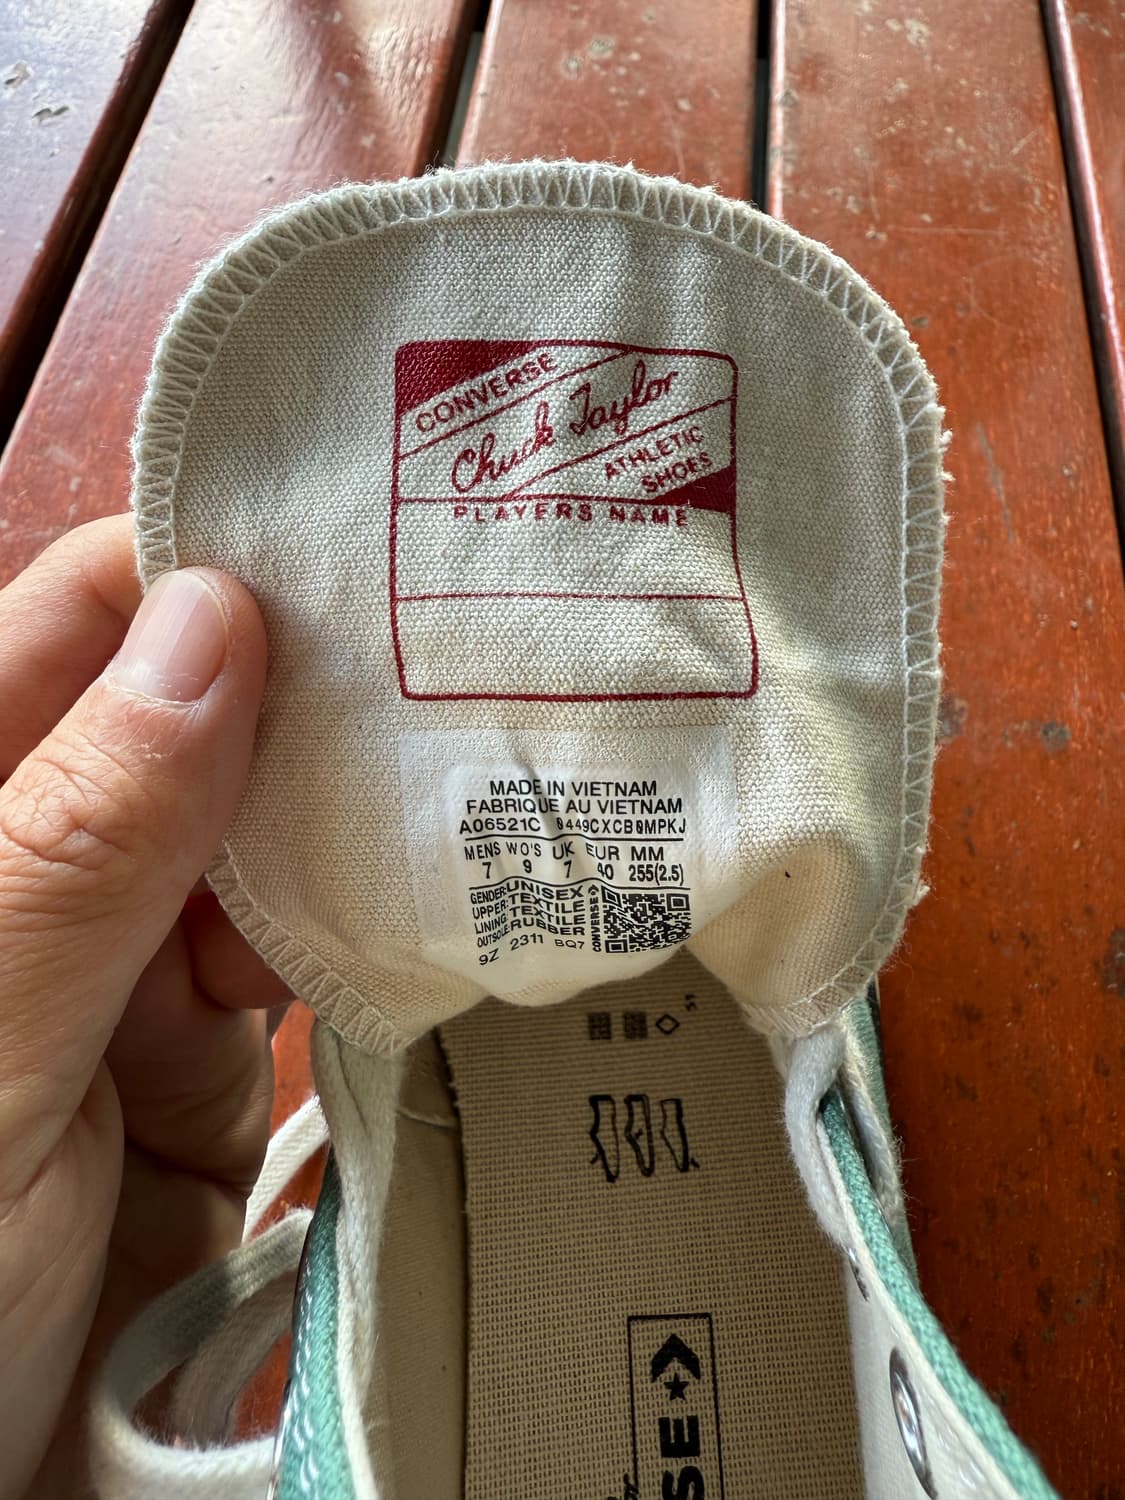 CONVERSE
Chuck Taylor
ATHLETIC
SHOES
PLAYERS NAME
MADE IN VIETNAM
FABRIQUE AU VIETNAM
A06521C 0449CXCB0MPKJ
MENS WO'S UK EUR MM
7 9 7 40 255(2.5)
GENDER:UNISEX
UPPER:TEXTILE
LINING:TEXTILE
OUTSOLE:RUBBER
CONVERSE
9Z 2311 BQ7
SE